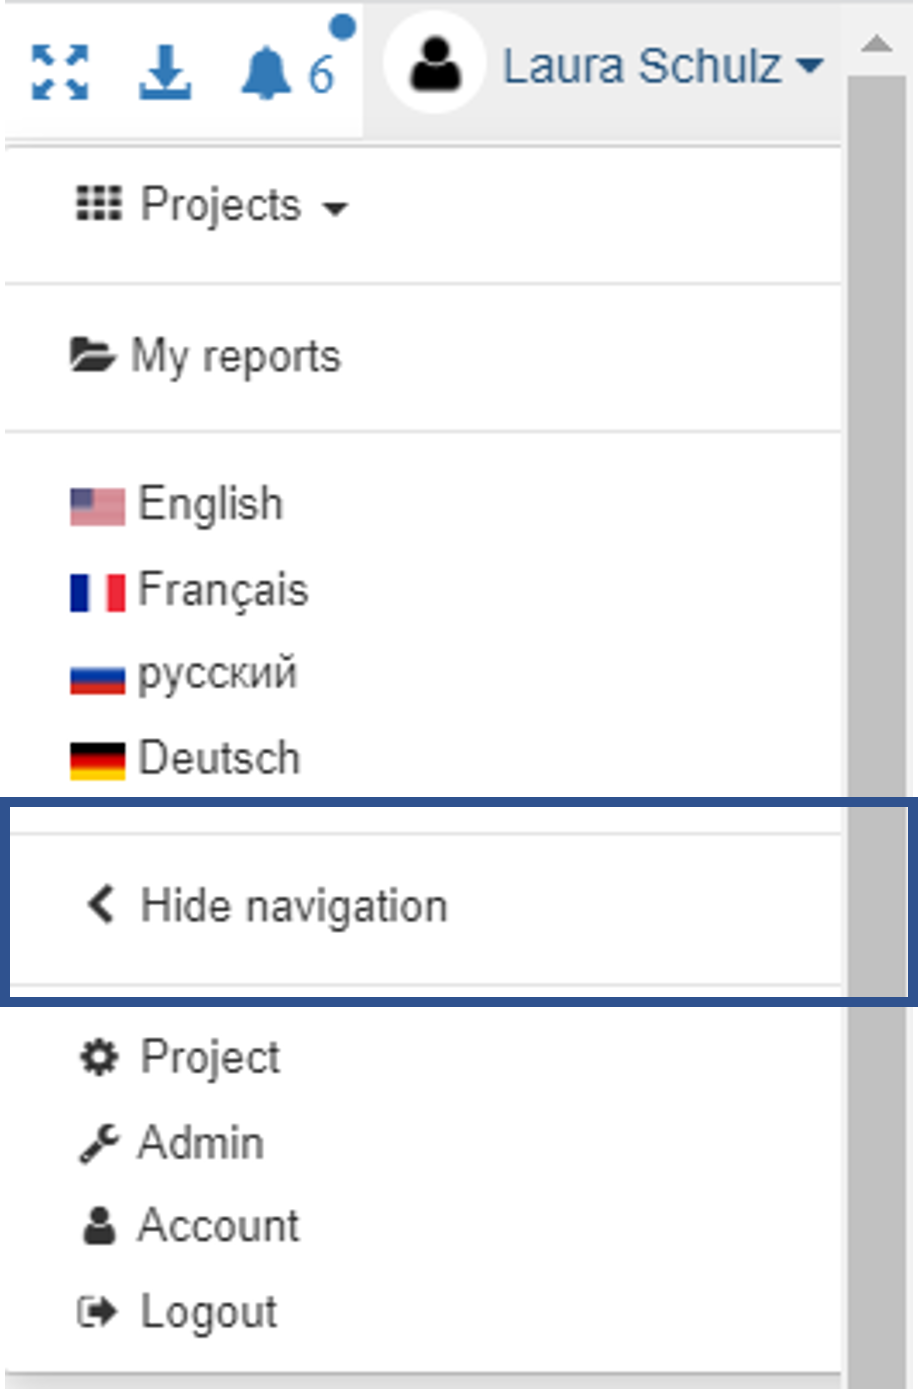 6 Laura Schulz
Projects
My reports
English
Français
русский
Deutsch
Hide navigation
Project
Admin
Account
Logout